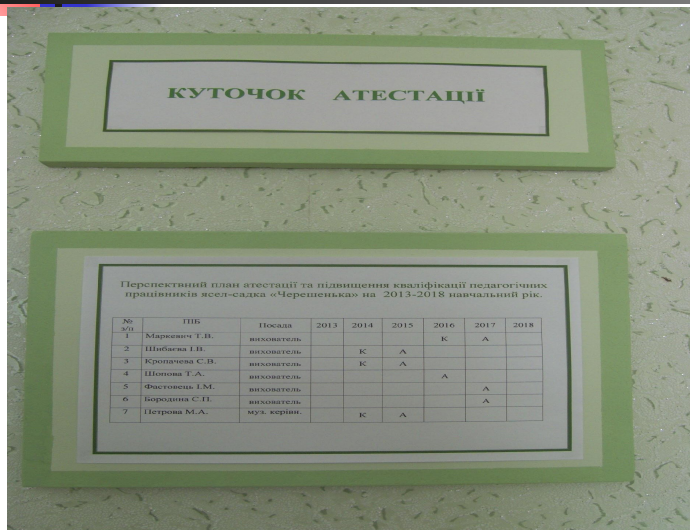 КУТОЧОК АТЕСТАЦІЇ
Перспективний план атестації та підвищення кваліфікації педагогічних
працівників ясел-садка «Черешенька» на 2013-2018 навчальний рік.
№ з/п ПІБ Посада 2013 2014 2015 2016 2017 2018
1 Маркевич Т.В. вихователь К А
2 Шибаєва І.В. вихователь К А
3 Кропачева С.В. вихователь К А
4 Шопова Т.А. вихователь А
5 Фастовець І.М. вихователь А
6 Бородина С.П. вихователь А
7 Петрова М.А. муз. керівн. К А